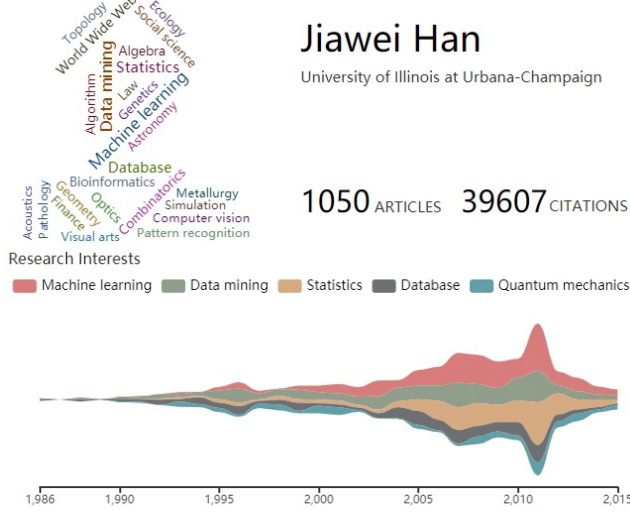 Topology
Ecology
World Wide Web
Social science
Algebra
Statistics
Data mining
Algorithm
Law
Genetics
Machine learning
Astronomy
Database
Bioinformatics
Combinatorics
Acoustics
Pathology
Geometry
Finance
Optics
Metallurgy
Simulation
Computer vision
Visual arts
Pattern recognition
Jiawei Han
University of Illinois at Urbana-Champaign
1050 ARTICLES 39607 CITATIONS
Research Interests
Machine learning Data mining Statistics Database Quantum mechanics
1,986 1,990 1,995 2,000 2,005 2,010 2,015